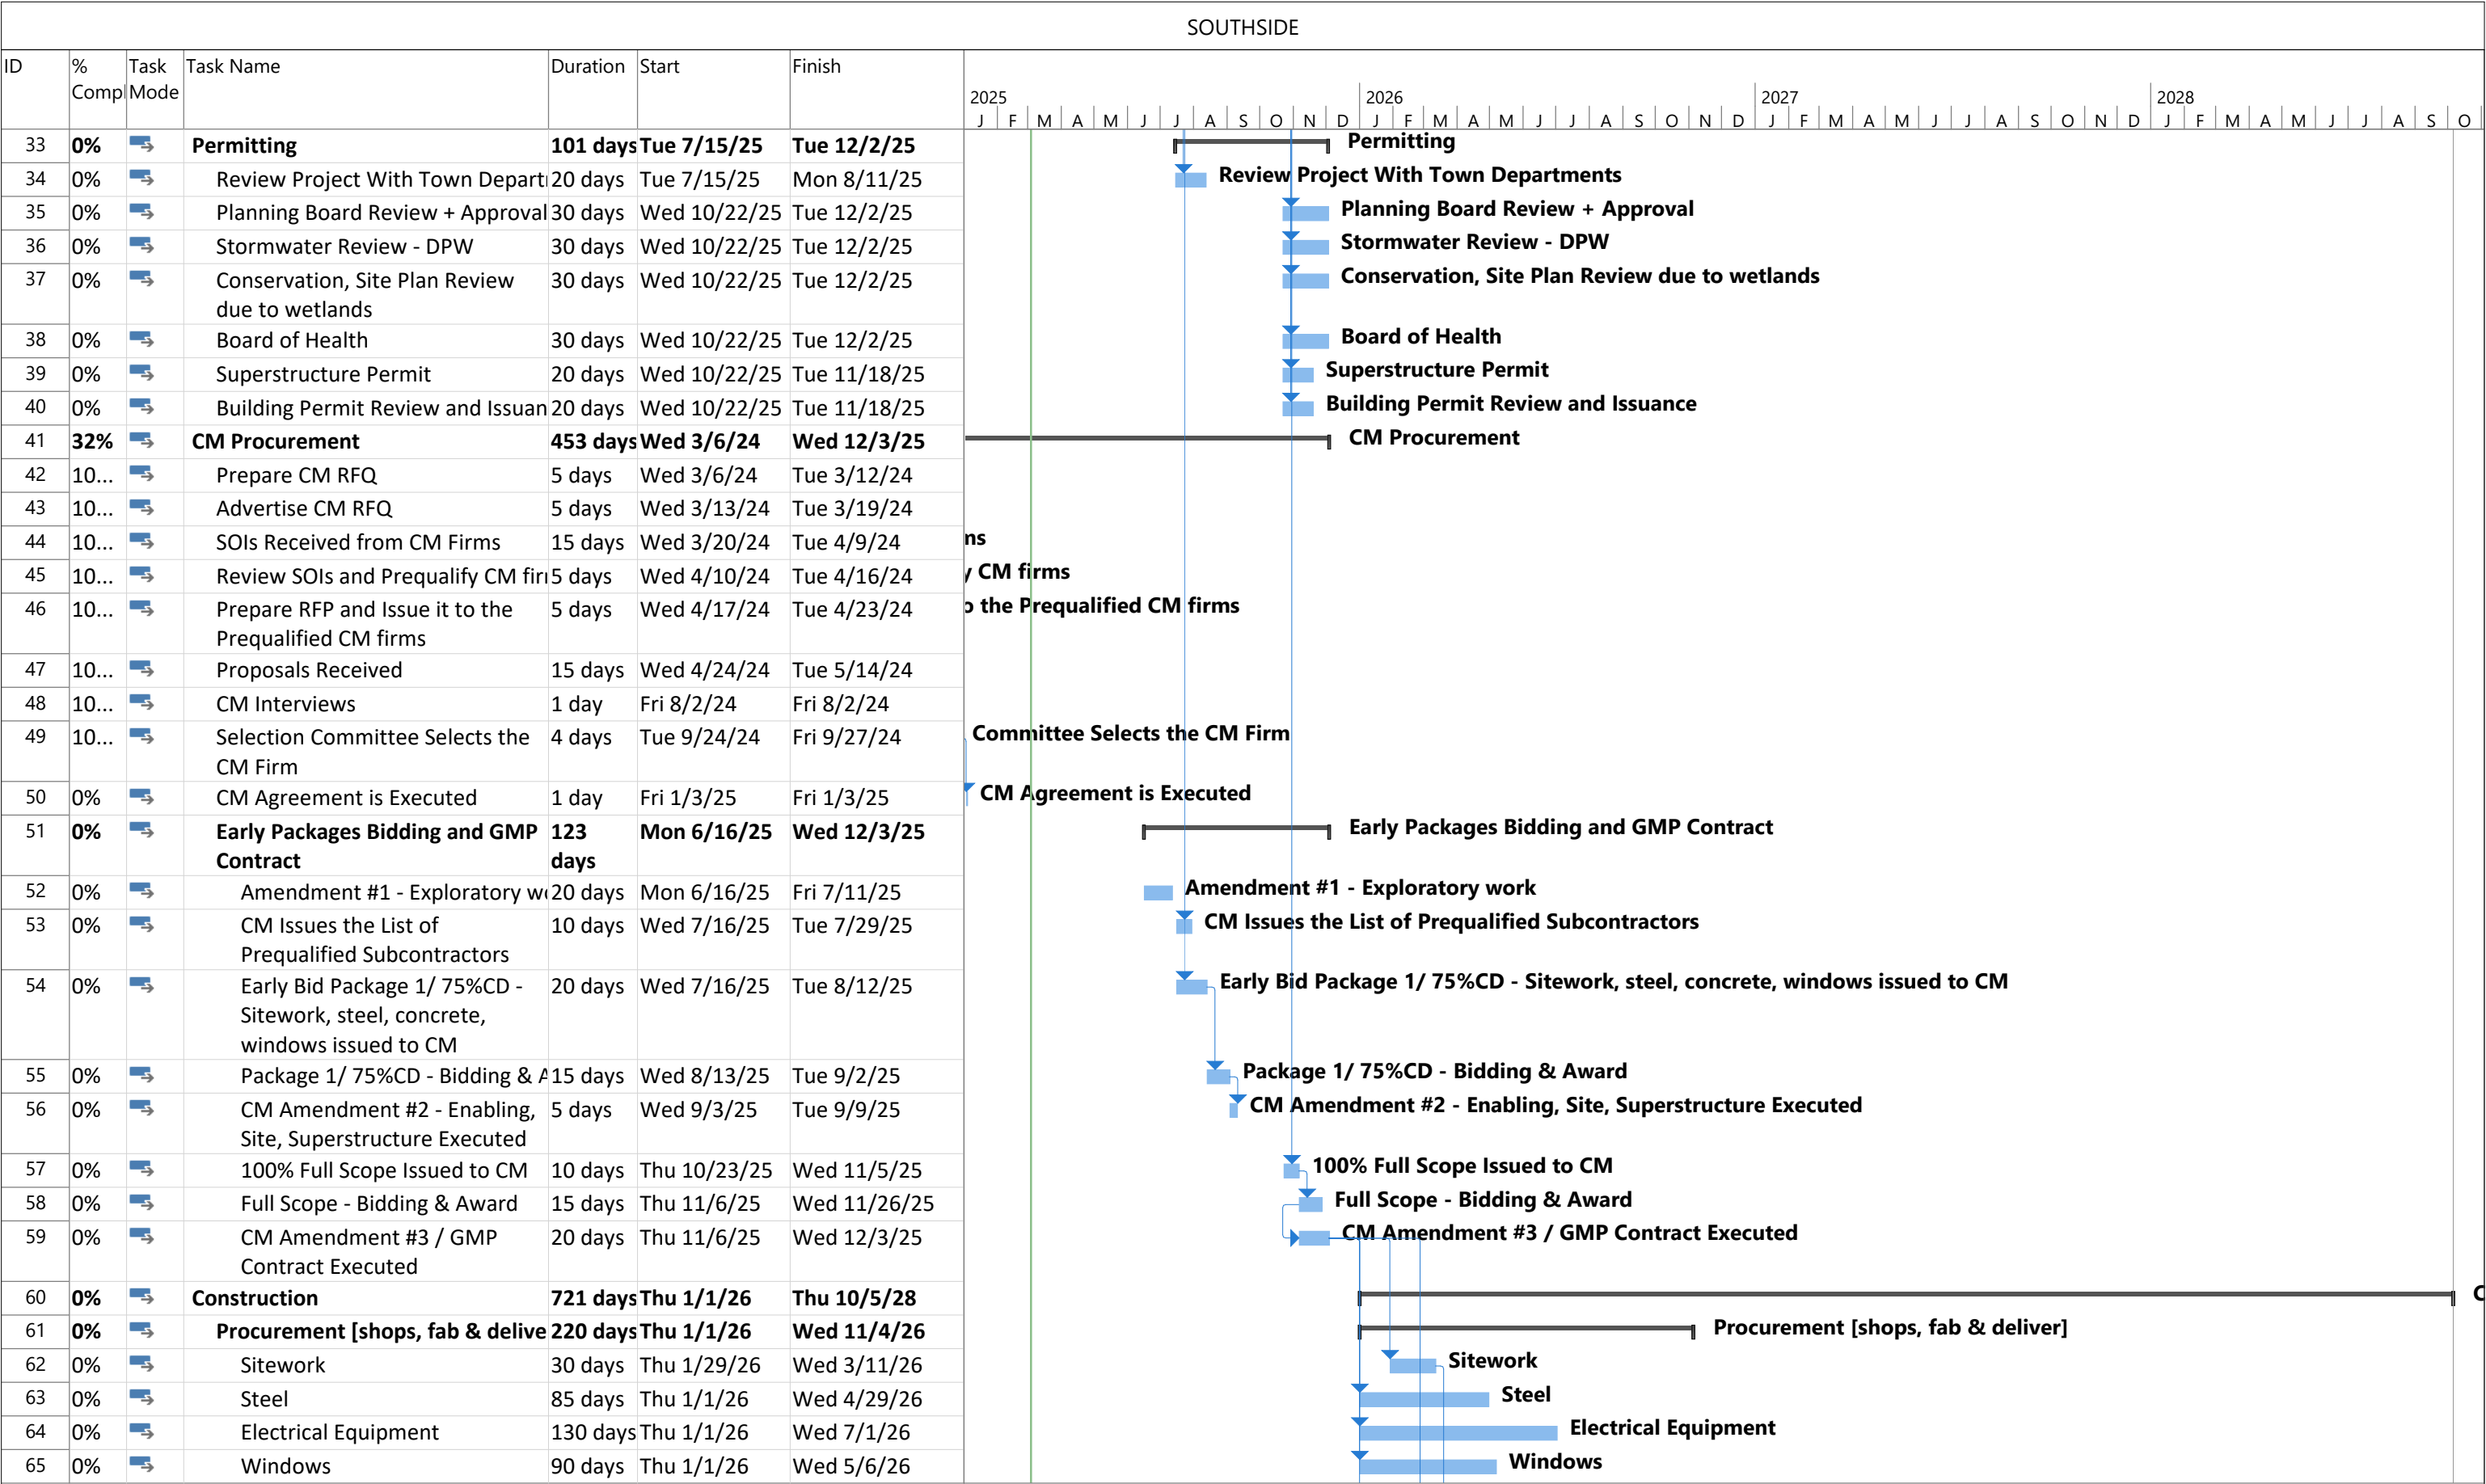 SOUTHSIDE
ID % Compl Task Mode Task Name Duration Start Finish
2025 2026 2027 2028
J F M A M J J A S O N D J F M A M J J A S O N D J F M A M J J A S O N D J F M A M J J A S O
33 0% Permitting 101 days Tue 7/15/25 Tue 12/2/25 Permitting
34 0% Review Project With Town Depart 20 days Tue 7/15/25 Mon 8/11/25 Review Project With Town Departments
35 0% Planning Board Review + Approval 30 days Wed 10/22/25 Tue 12/2/25 Planning Board Review + Approval
36 0% Stormwater Review - DPW 30 days Wed 10/22/25 Tue 12/2/25 Stormwater Review - DPW
37 0% Conservation, Site Plan Review 30 days Wed 10/22/25 Tue 12/2/25 Conservation, Site Plan Review due to wetlands
due to wetlands
38 0% Board of Health 30 days Wed 10/22/25 Tue 12/2/25 Board of Health
39 0% Superstructure Permit 20 days Wed 10/22/25 Tue 11/18/25 Superstructure Permit
40 0% Building Permit Review and Issuan 20 days Wed 10/22/25 Tue 11/18/25 Building Permit Review and Issuance
41 32% CM Procurement 453 days Wed 3/6/24 Wed 12/3/25 CM Procurement
42 10... Prepare CM RFQ 5 days Wed 3/6/24 Tue 3/12/24
43 10... Advertise CM RFQ 5 days Wed 3/13/24 Tue 3/19/24
44 10... SOIs Received from CM Firms 15 days Wed 3/20/24 Tue 4/9/24 ms
45 10... Review SOIs and Prequalify CM fir 5 days Wed 4/10/24 Tue 4/16/24 y CM firms
46 10... Prepare RFP and Issue it to the 5 days Wed 4/17/24 Tue 4/23/24 o the Prequalified CM firms
Prequalified CM firms
47 10... Proposals Received 15 days Wed 4/24/24 Tue 5/14/24
48 10... CM Interviews 1 day Fri 8/2/24 Fri 8/2/24
49 10... Selection Committee Selects the 4 days Tue 9/24/24 Fri 9/27/24 Committee Selects the CM Firm
CM Firm
50 0% CM Agreement is Executed 1 day Fri 1/3/25 Fri 1/3/25 CM Agreement is Executed
51 0% Early Packages Bidding and GMP 123 Mon 6/16/25 Wed 12/3/25 Early Packages Bidding and GMP Contract
Contract days
52 0% Amendment #1 - Exploratory wo 20 days Mon 6/16/25 Fri 7/11/25 Amendment #1 - Exploratory work
53 0% CM Issues the List of 10 days Wed 7/16/25 Tue 7/29/25 CM Issues the List of Prequalified Subcontractors
Prequalified Subcontractors
54 0% Early Bid Package 1/ 75%CD - 20 days Wed 7/16/25 Tue 8/12/25 Early Bid Package 1/ 75%CD - Sitework, steel, concrete, windows issued to CM
Sitework, steel, concrete,
windows issued to CM
55 0% Package 1/ 75%CD - Bidding & A 15 days Wed 8/13/25 Tue 9/2/25 Package 1/ 75%CD - Bidding & Award
56 0% CM Amendment #2 - Enabling, 5 days Wed 9/3/25 Tue 9/9/25 CM Amendment #2 - Enabling, Site, Superstructure Executed
Site, Superstructure Executed
57 0% 100% Full Scope Issued to CM 10 days Thu 10/23/25 Wed 11/5/25 100% Full Scope Issued to CM
58 0% Full Scope - Bidding & Award 15 days Thu 11/6/25 Wed 11/26/25 Full Scope - Bidding & Award
59 0% CM Amendment #3 / GMP 20 days Thu 11/6/25 Wed 12/3/25 CM Amendment #3 / GMP Contract Executed
Contract Executed
60 0% Construction 721 days Thu 1/1/26 Thu 10/5/28 C
61 0% Procurement [shops, fab & delive 220 days Thu 1/1/26 Wed 11/4/26 Procurement [shops, fab & deliver]
62 0% Sitework 30 days Thu 1/29/26 Wed 3/11/26 Sitework
63 0% Steel 85 days Thu 1/1/26 Wed 4/29/26 Steel
64 0% Electrical Equipment 130 days Thu 1/1/26 Wed 7/1/26 Electrical Equipment
65 0% Windows 90 days Thu 1/1/26 Wed 5/6/26 Windows